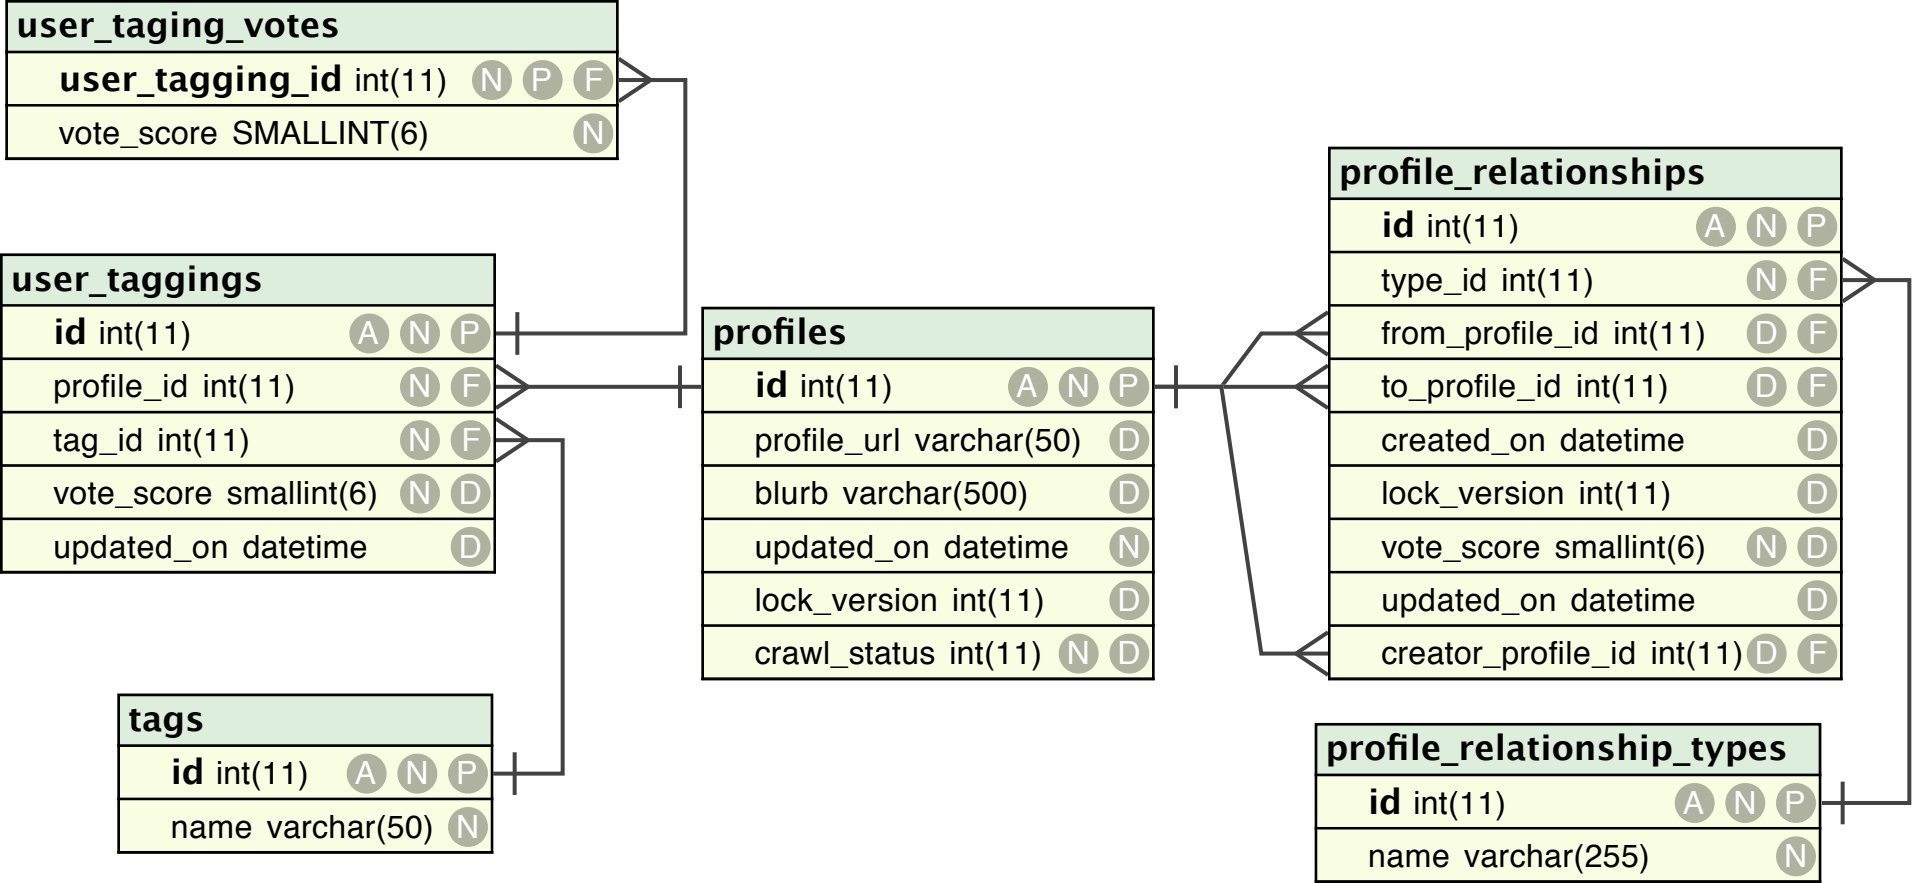 user_taging_votes
user_tagging_id int(11) N P F
vote_score SMALLINT(6) N
user_taggings
id int(11) A N P
profile_id int(11) N F
tag_id int(11) N F
vote_score smallint(6) N D
updated_on datetime D
tags
id int(11) A N P
name varchar(50) N
profiles
id int(11) A N P
profile_url varchar(50) D
blurb varchar(500) D
updated_on datetime N
lock_version int(11) D
crawl_status int(11) N D
profile_relationships
id int(11) A N P
type_id int(11) N F
from_profile_id int(11) D F
to_profile_id int(11) D F
created_on datetime D
lock_version int(11) D
vote_score smallint(6) N D
updated_on datetime D
creator_profile_id int(11) D F
profile_relationship_types
id int(11) A N P
name varchar(255) N